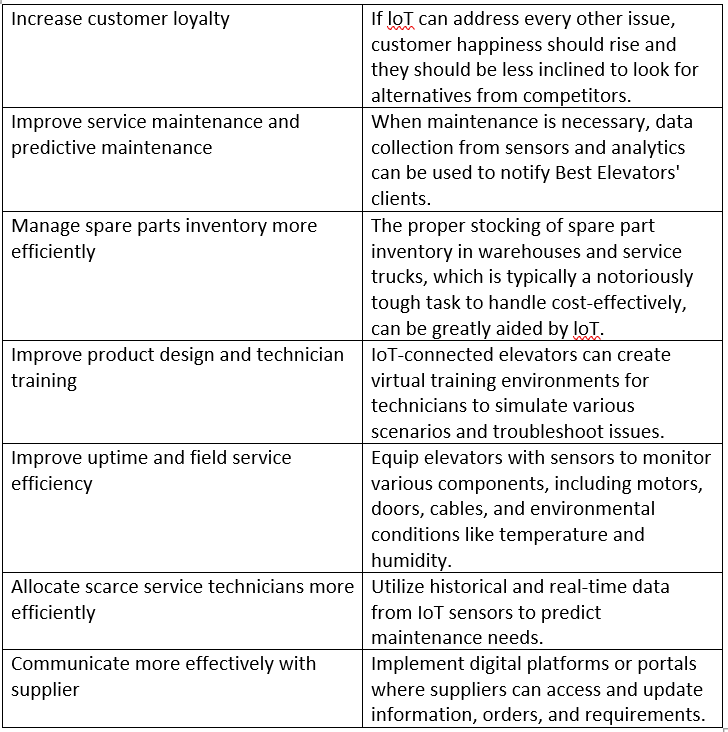 Increase customer loyalty
If loT can address every other issue,
customer happiness should rise and
they should be less inclined to look for
alternatives from competitors.
Improve service maintenance and
predictive maintenance
When maintenance is necessary, data
collection from sensors and analytics
can be used to notify Best Elevators'
clients.
Manage spare parts inventory more
efficiently
The proper stocking of spare part
inventory in warehouses and service
trucks, which is typically a notoriously
tough task to handle cost-effectively,
can be greatly aided by loT.
Improve product design and technician
training
IoT-connected elevators can create
virtual training environments for
technicians to simulate various
scenarios and troubleshoot issues.
Improve uptime and field service
efficiency
Equip elevators with sensors to monitor
various components, including motors,
doors, cables, and environmental
conditions like temperature and
humidity.
Allocate scarce service technicians more
efficiently
Utilize historical and real-time data
from IoT sensors to predict
maintenance needs.
Communicate more effectively with
supplier
Implement digital platforms or portals
where suppliers can access and update
information, orders, and requirements.